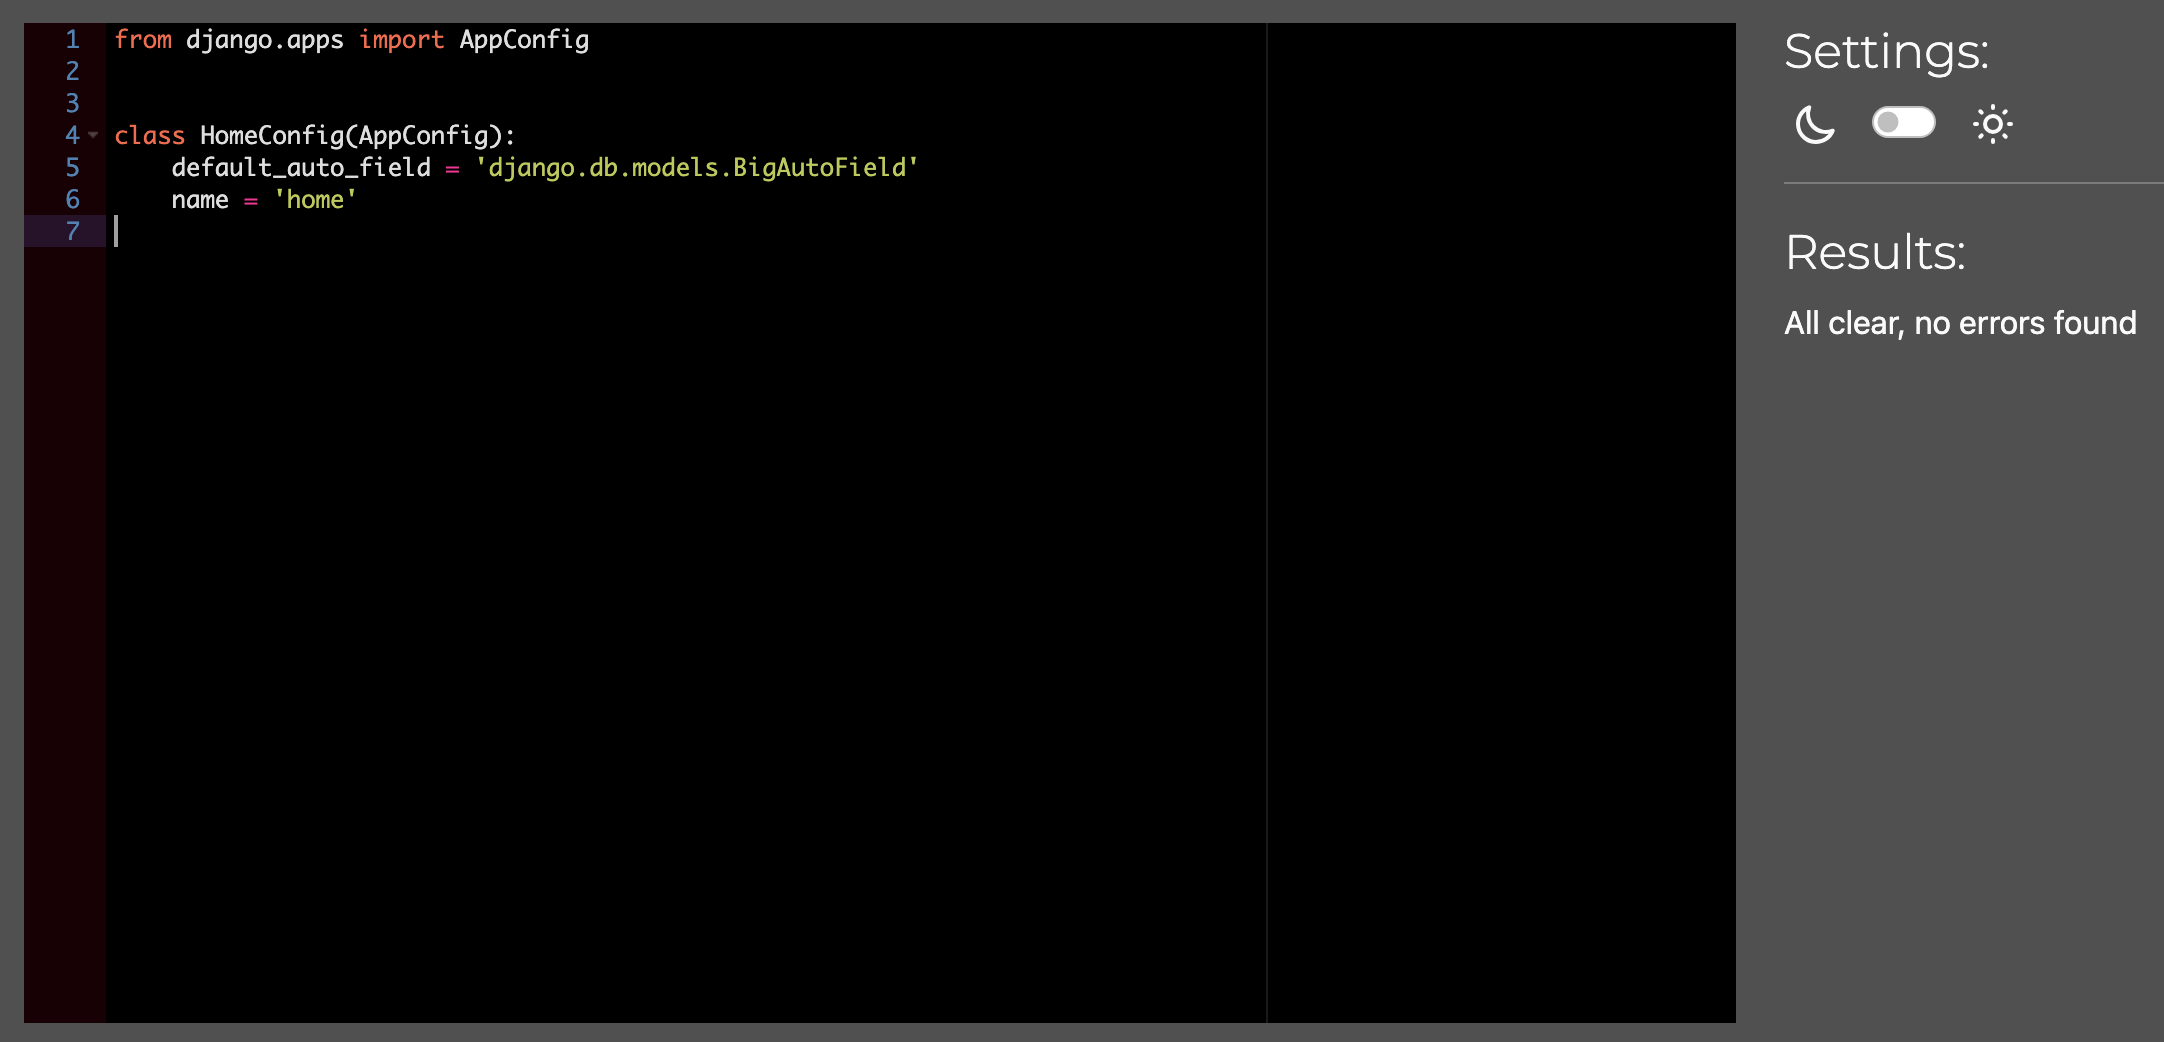 1 from django.apps import AppConfig
2
3
4 class HomeConfig(AppConfig):
5     default_auto_field = 'django.db.models.BigAutoField'
6     name = 'home'
7
Settings:
Results:
All clear, no errors found